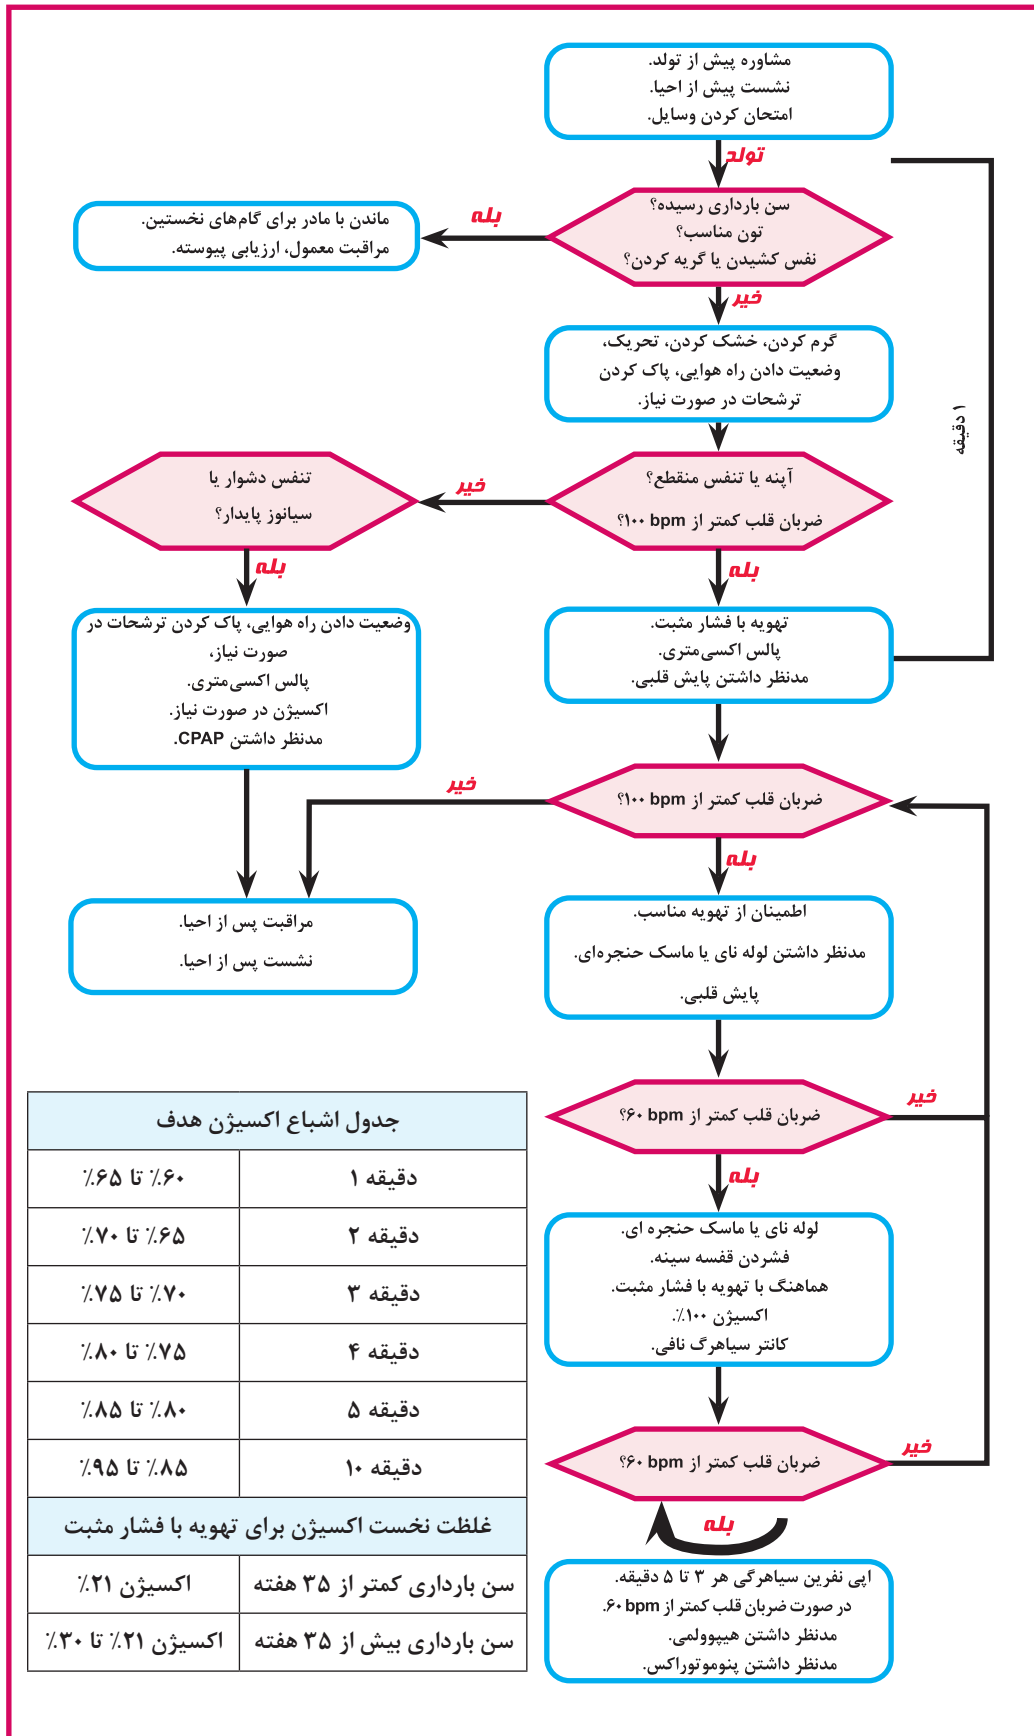 مشاوره پیش از تولد.
نشست پیش از احیا.
امتحان کردن وسایل.
تولد
سن بارداری رسیده؟
تون مناسب؟
نفس کشیدن یا گریه کردن؟
بله
ماندن با مادر برای گام‌های نخستین.
مراقبت معمول، ارزیابی پیوسته.
خیر
گرم کردن، خشک کردن، تحریک،
وضعیت دادن راه هوایی، پاک کردن
ترشحات در صورت نیاز.
۱ دقیقه
آپنه یا تنفس منقطع؟
ضربان قلب کمتر از ۱۰۰ bpm؟
خیر
تنفس دشوار یا
سیانوز پایدار؟
بله
بله
تهویه با فشار مثبت.
پالس اکسی‌متری.
مدنظر داشتن پایش قلبی.
وضعیت دادن راه هوایی، پاک کردن ترشحات در
صورت نیاز،
پالس اکسی‌متری.
اکسیژن در صورت نیاز.
مدنظر داشتن CPAP.
ضربان قلب کمتر از ۱۰۰ bpm؟
خیر
بله
مراقبت پس از احیا.
نشست پس از احیا.
اطمینان از تهویه مناسب.
مدنظر داشتن لوله نای یا ماسک حنجره‌ای.
پایش قلبی.
ضربان قلب کمتر از ۶۰ bpm؟
خیر
بله
لوله نای یا ماسک حنجره ای.
فشردن قفسه سینه.
هماهنگ با تهویه با فشار مثبت.
اکسیژن ۱۰۰٪.
کانتر سیاهرگ نافی.
ضربان قلب کمتر از ۶۰ bpm؟
خیر
بله
اپی نفرین سیاهرگی هر ۳ تا ۵ دقیقه.
در صورت ضربان قلب کمتر از ۶۰ bpm.
مدنظر داشتن هیپوولمی.
مدنظر داشتن پنوموتوراکس.
جدول اشباع اکسیژن هدف
دقیقه ۱ ۶۰٪ تا ۶۵٪
دقیقه ۲ ۶۵٪ تا ۷۰٪
دقیقه ۳ ۷۰٪ تا ۷۵٪
دقیقه ۴ ۷۵٪ تا ۸۰٪
دقیقه ۵ ۸۰٪ تا ۸۵٪
دقیقه ۱۰ ۸۵٪ تا ۹۵٪
غلظت نخست اکسیژن برای تهویه با فشار مثبت
سن بارداری کمتر از ۳۵ هفته اکسیژن ۲۱٪
سن بارداری بیش از ۳۵ هفته اکسیژن ۲۱٪ تا ۳۰٪